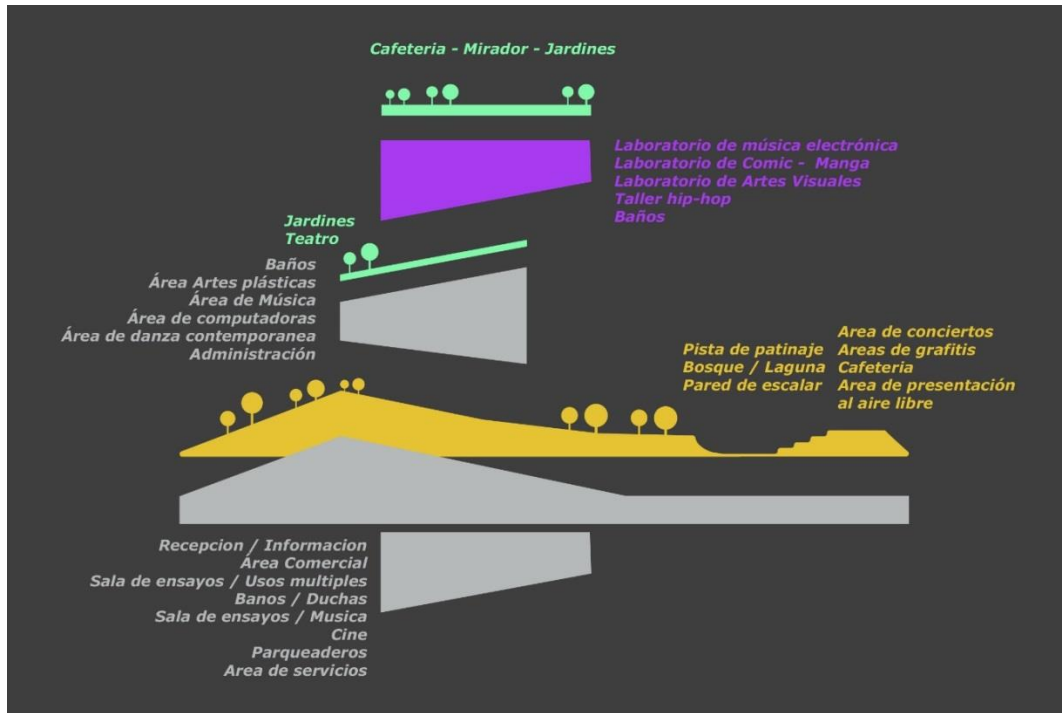 Cafeteria - Mirador - Jardines
Laboratorio de música electrónica
Laboratorio de Comic - Manga
Laboratorio de Artes Visuales
Taller hip-hop
Baños
Jardines
Teatro
Baños
Área Artes plásticas
Área de Música
Área de computadoras
Área de danza contemporanea
Administración
Pista de patinaje
Bosque / Laguna
Pared de escalar
Area de conciertos
Areas de grafitis
Cafeteria
Area de presentación
al aire libre
Recepcion / Informacion
Área Comercial
Sala de ensayos / Usos multiples
Banos / Duchas
Sala de ensayos / Musica
Cine
Parqueaderos
Area de servicios